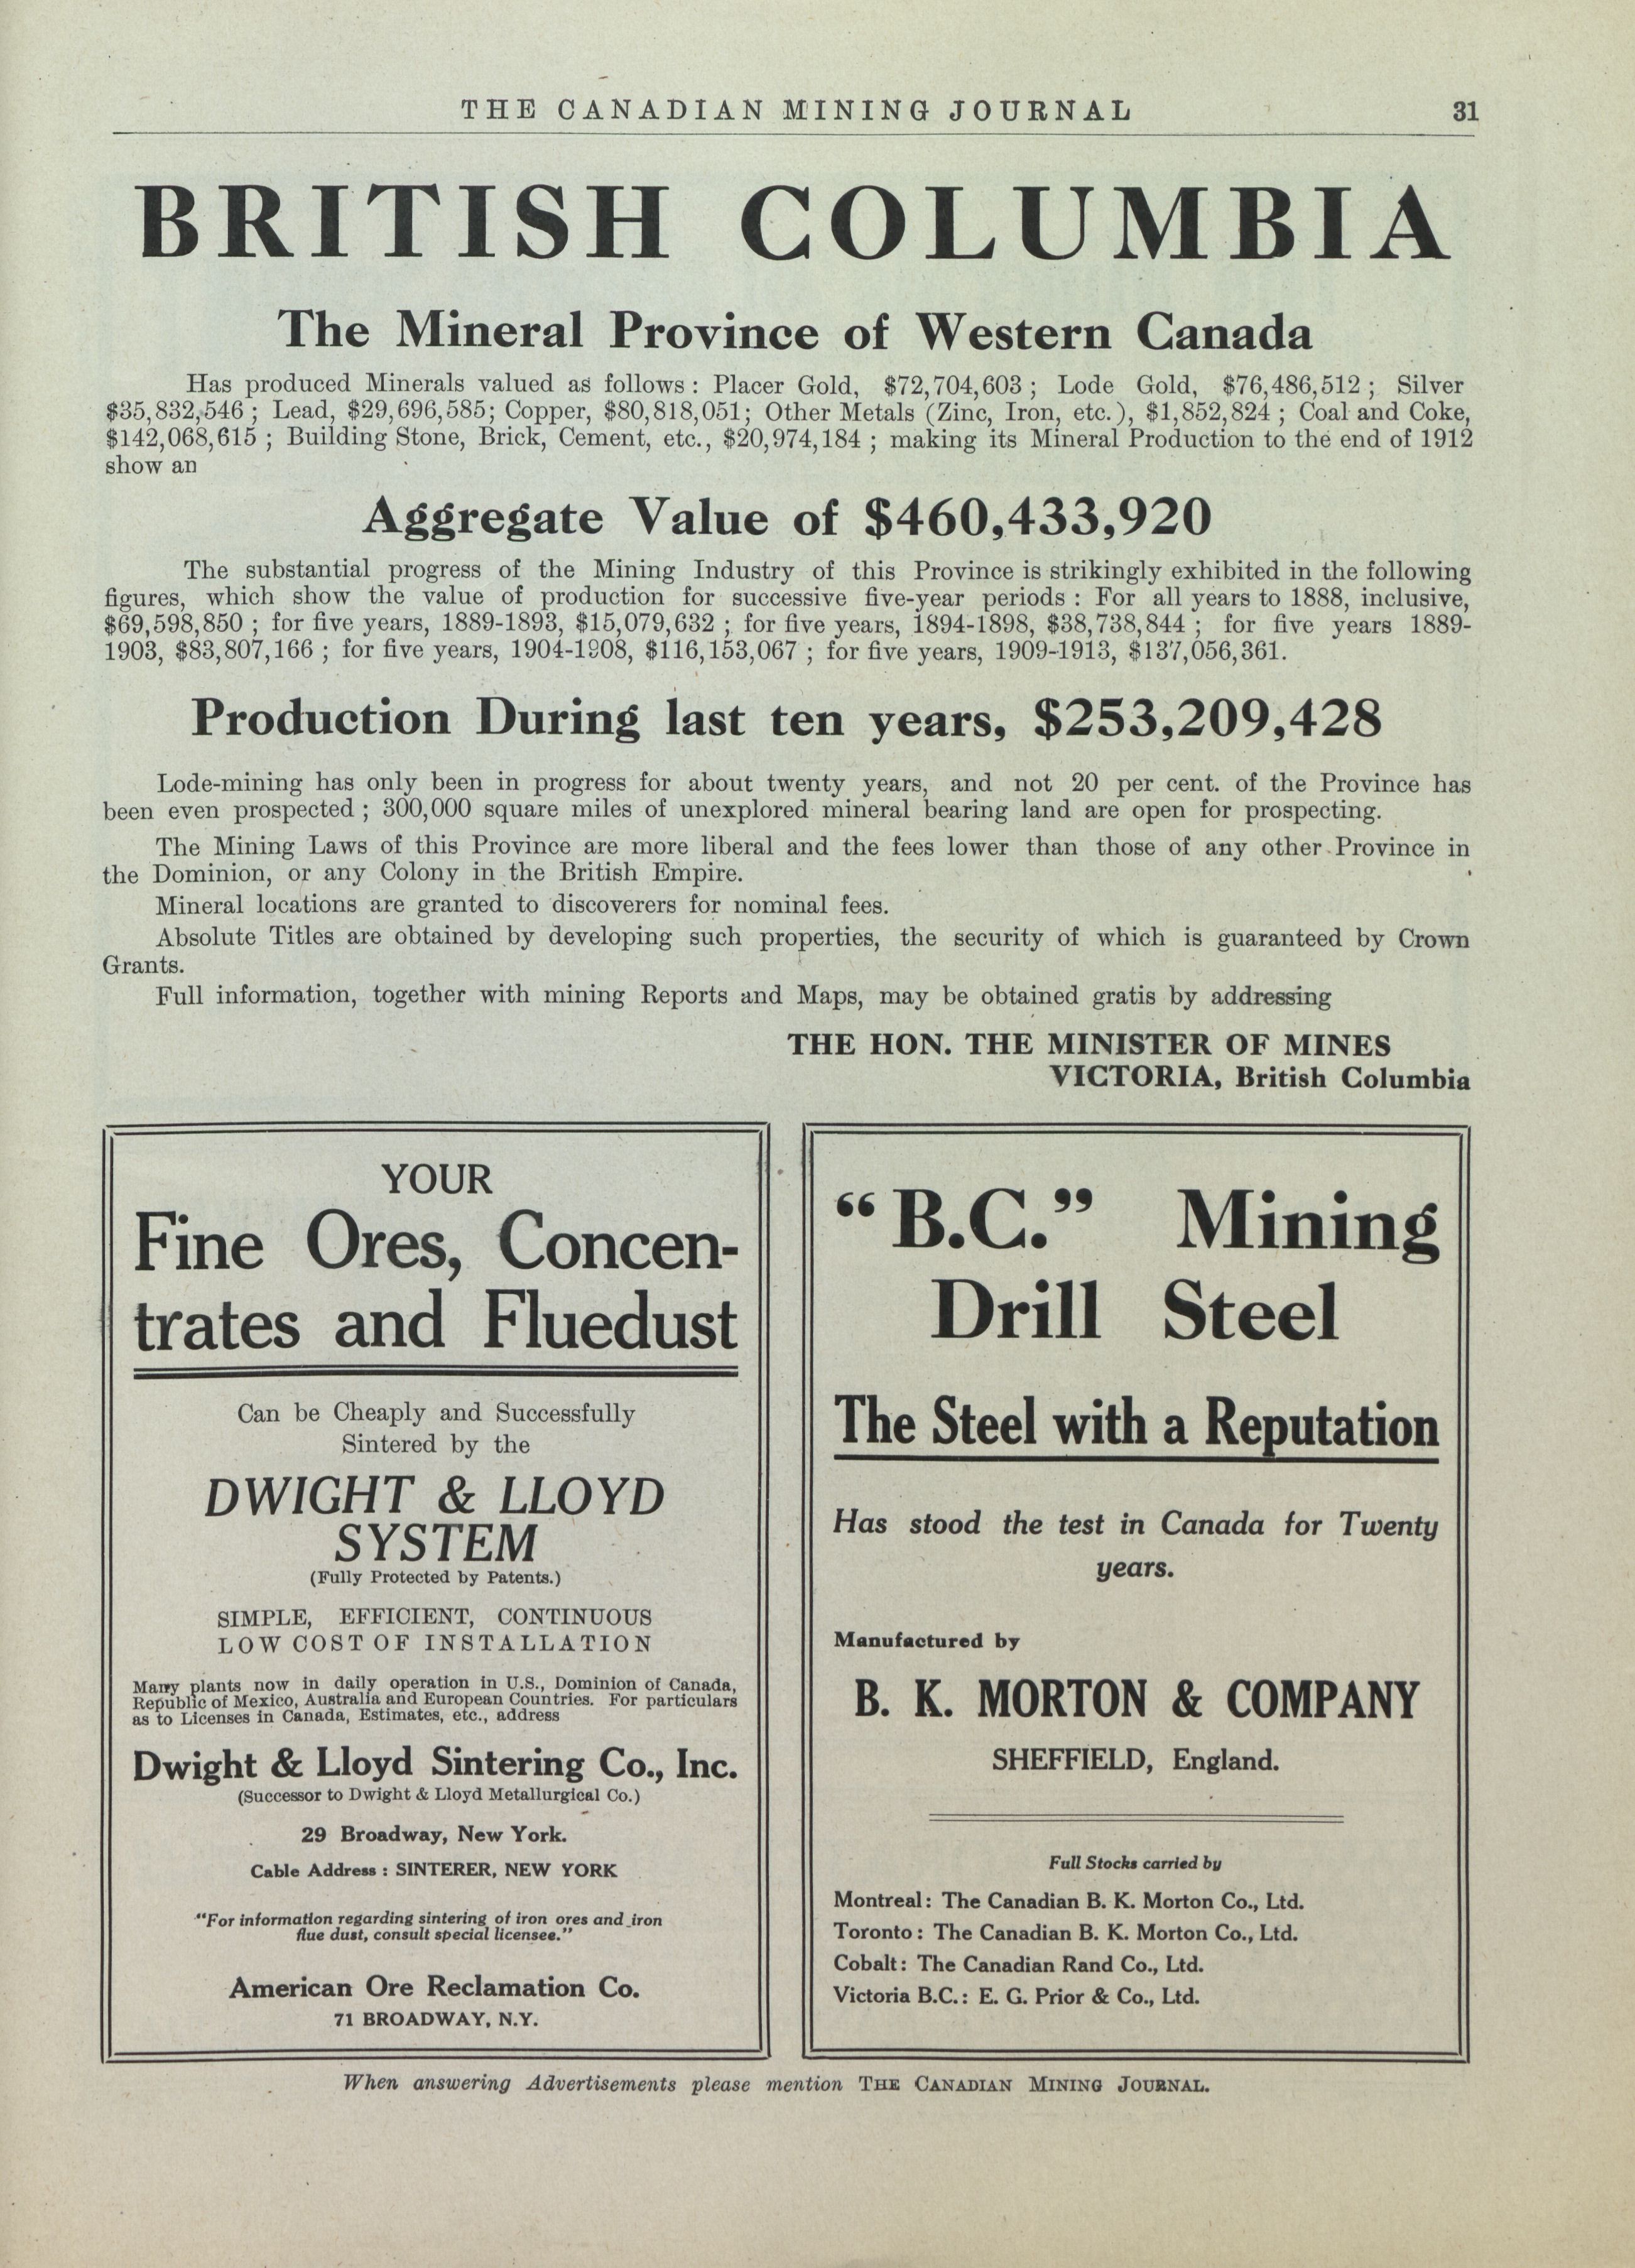 THE CANADIAN MINING JOURNAL 31
BRITISH COLUMBIA
The Mineral Province of Western Canada
Has produced Minerals valued as follows : Placer Gold, $72,704,603 ; Lode Gold, $76,486,512 ; Silver
$35,832,546 ; Lead, $29,696,585; Copper, $80,818,051; Other Metals (Zinc, Iron, etc.), $1,852,824 ; Coal and Coke,
$142,068,615 ; Building Stone, Brick, Cement, etc., $20,974,184 ; making its Mineral Production to the end of 1912
show an
Aggregate Value of $460,433,920
The substantial progress of the Mining Industry of this Province is strikingly exhibited in the following
figures, which show the value of production for successive five-year periods : For all years to 1888, inclusive,
$69,598,850 ; for five years, 1889-1893, $15,079,632 ; for five years, 1894-1898, $38,738,844 ; for five years 1889-
1903, $83,807,166 ; for five years, 1904-1908, $116,153,067 ; for five years, 1909-1913, $137,056,361.
Production During last ten years, $253,209,428
Lode-mining has only been in progress for about twenty years, and not 20 per cent. of the Province has
been even prospected ; 300,000 square miles of unexplored mineral bearing land are open for prospecting.
The Mining Laws of this Province are more liberal and the fees lower than those of any other Province in
the Dominion, or any Colony in the British Empire.
Mineral locations are granted to discoverers for nominal fees.
Absolute Titles are obtained by developing such properties, the security of which is guaranteed by Crown
Grants.
Full information, together with mining Reports and Maps, may be obtained gratis by addressing
THE HON. THE MINISTER OF MINES
VICTORIA, British Columbia
YOUR
Fine Ores, Concen-
trates and Fluedust
Can be Cheaply and Successfully
Sintered by the
DWIGHT & LLOYD
SYSTEM
(Fully Protected by Patents.)
SIMPLE, EFFICIENT, CONTINUOUS
LOW COST OF INSTALLATION
Many plants now in daily operation in U.S., Dominion of Canada,
Republic of Mexico, Australia and European Countries. For particulars
as to Licenses in Canada, Estimates, etc., address
Dwight & Lloyd Sintering Co., Inc.
(Successor to Dwight & Lloyd Metallurgical Co.)
29 Broadway, New York.
Cable Address : SINTERER, NEW YORK
"For information regarding sintering of iron ores and iron
flue dust, consult special licensee."
American Ore Reclamation Co.
71 BROADWAY, N.Y.
"B.C." Mining
Drill Steel
The Steel with a Reputation
Has stood the test in Canada for Twenty
years.
Manufactured by
B. K. MORTON & COMPANY
SHEFFIELD, England.
Full Stocks carried by
Montreal: The Canadian B. K. Morton Co., Ltd.
Toronto : The Canadian B. K. Morton Co., Ltd.
Cobalt: The Canadian Rand Co., Ltd.
Victoria B.C.: E. G. Prior & Co., Ltd.
When answering Advertisements please mention THE CANADIAN MINING JOURNAL.